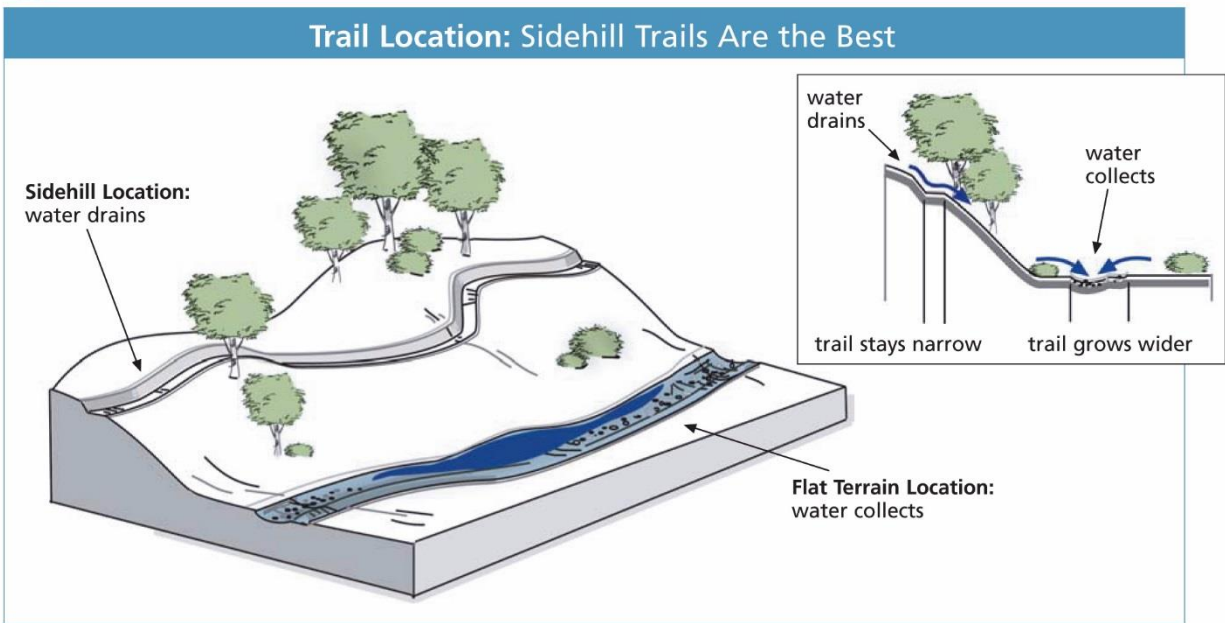 Trail Location: Sidehill Trails Are the Best
water
drains
water
collects
trail stays narrow
trail grows wider
Sidehill Location:
water drains
Flat Terrain Location:
water collects